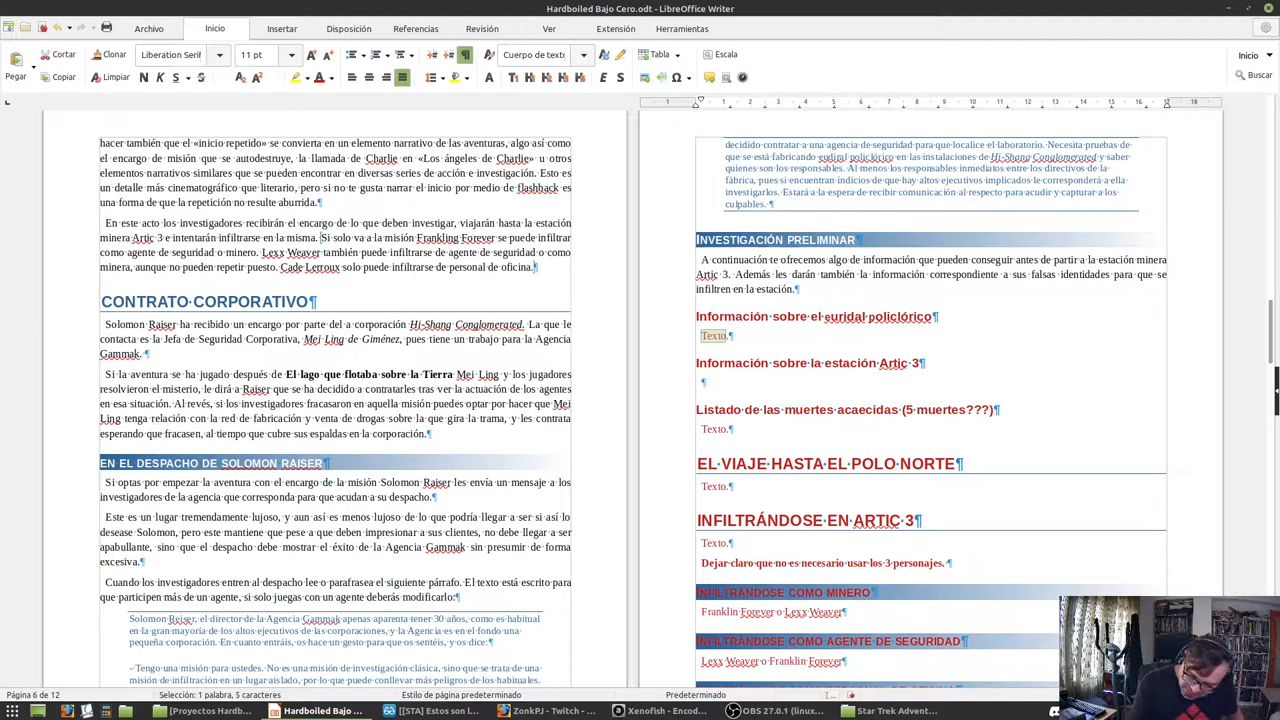 Hardboiled Bajo Cero.odt - LibreOffice Writer
Archivo
Inicio
Insertar
Disposición
Referencias
Revisión
Ver
Extensión
Herramientas
Pegar
Cortar
Clonar
Copiar
Limpiar
Liberation Serif
11 pt
Cuerpo de texto
Tabla
Escala
Inicio
Buscar
hacer también que el «inicio repetido» se convierta en un elemento narrativo de las aventuras, algo así como
el encargo de misión que se autodestruye, la llamada de Charlie en «Los ángeles de Charlie» u otros
elementos narrativos similares que se pueden encontrar en diversas series de acción e investigación. Esto es
un detalle más cinematográfico que literario, pero si no te gusta narrar el inicio por medio de flashback es
una forma de que la repetición no resulte aburrida.¶
En este acto los investigadores recibirán el encargo de lo que deben investigar, viajarán hasta la estación
minera Artic 3 e intentarán infiltrarse en la misma. Si solo va a la misión Frankling Forever se puede infiltrar
como agente de seguridad o minero. Lexx Weaver también puede infiltrarse de agente de seguridad o como
minera, aunque no pueden repetir puesto. Cade Lerroux solo puede infiltrarse de personal de oficina.¶
CONTRATO·CORPORATIVO¶
Solomon Raiser ha recibido un encargo por parte del a corporación Hi-Shang Conglomerated. La que le
contacta es la Jefa de Seguridad Corporativa, Mei Ling de Giménez, pues tiene un trabajo para la Agencia
Gammak. ¶
Si la aventura se ha jugado después de El lago que flotaba sobre la Tierra Mei Ling y los jugadores
resolvieron el misterio, le dirá a Raiser que se ha decidido a contratarles tras ver la actuación de los agentes
en esa situación. Al revés, si los investigadores fracasaron en aquella misión puedes optar por hacer que Mei
Ling tenga relación con la red de fabricación y venta de drogas sobre la que gira la trama, y les contrata
esperando que fracasen, al tiempo que cubre sus espaldas en la corporación.¶
EN EL DESPACHO DE SOLOMON RAISER¶
Si optas por empezar la aventura con el encargo de la misión Solomon Raiser les envía un mensaje a los
investigadores de la agencia que corresponda para que acudan a su despacho.¶
Este es un lugar tremendamente lujoso, y aun así es menos lujoso de lo que podría llegar a ser si así lo
desease Solomon, pero este mantiene que pese a que deben impresionar a sus clientes, no debe llegar a ser
apabullante, sino que el despacho debe mostrar el éxito de la Agencia Gammak sin presumir de forma
excesiva.¶
Cuando los investigadores entren al despacho lee o parafrasea el siguiente párrafo. El texto está escrito para
que participen más de un agente, si solo juegas con un agente deberás modificarlo:¶
Solomon Reiser, el director de la Agencia Gammak apenas aparenta tener 30 años, como es habitual
en la gran mayoría de los altos ejecutivos de las corporaciones, y la Agencia es en el fondo una
pequeña corporación. En cuanto entráis, os hace un gesto para que os sentéis, y os dice:¶
- Tengo una misión para ustedes. No es una misión de investigación clásica, sino que se trata de una
misión de infiltración en un lugar aislado, por lo que puede conllevar más peligros de los habituales.
decidido contratar a una agencia de seguridad para que localice el laboratorio. Necesita pruebas de
que se está fabricando eudiral policlórico en las instalaciones de Hi-Shang Conglomerated y saber
quienes son los responsables. Al menos los responsables inmediatos entre los directivos de la
fábrica, pues si encuentran indicios de que hay altos ejecutivos implicados le corresponderá a ella
investigarlos. Estará a la espera de recibir comunicación al respecto para acudir y capturar a los
culpables. ¶
INVESTIGACIÓN PRELIMINAR¶
A continuación te ofrecemos algo de información que pueden conseguir antes de partir a la estación minera
Artic 3. Además les darán también la información correspondiente a sus falsas identidades para que se
infiltren en la estación.¶
Información·sobre·el·euridal·policlórico¶
Texto.¶
Información·sobre·la·estación·Artic·3¶
¶
Listado·de·las·muertes·acaecidas·(5·muertes???)¶
Texto.¶
EL·VIAJE·HASTA·EL·POLO·NORTE¶
Texto.¶
INFILTRÁNDOSE·EN·ARTIC·3¶
Texto.¶
Dejar claro que no es necesario usar los 3 personajes. ¶
INFILTRÁNDOSE COMO MINERO¶
Franklin Forever o Lexx Weaver¶
INFILTRÁNDOSE COMO AGENTE DE SEGURIDAD¶
Lexx Weaver o Franklin Forever¶
Página 6 de 12
Selección: 1 palabra, 5 caracteres
Estilo de página predeterminado
Predeterminado
[Proyectos Hardb...
Hardboiled Bajo ...
[[STA] Estos son l...
ZonkPJ - Twitch - ...
Xenofish - Encod...
OBS 27.0.1 (linux...
Star Trek Advent...